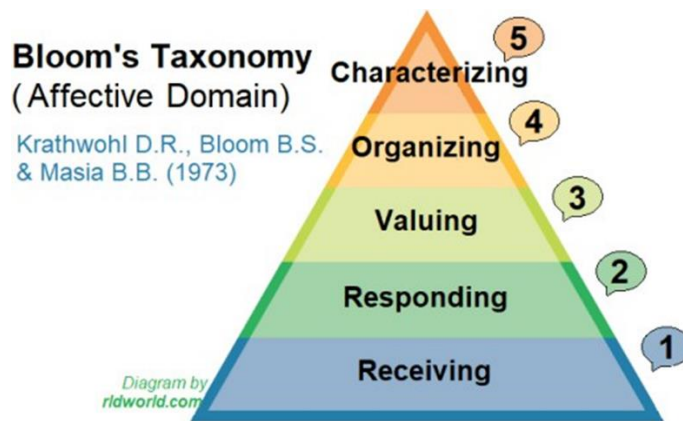 Bloom's Taxonomy
( Affective Domain)
Krathwohl D.R., Bloom B.S.
& Masia B.B. (1973)
5
Characterizing
4
Organizing
3
Valuing
2
Responding
1
Receiving
Diagram by
rldworld.com